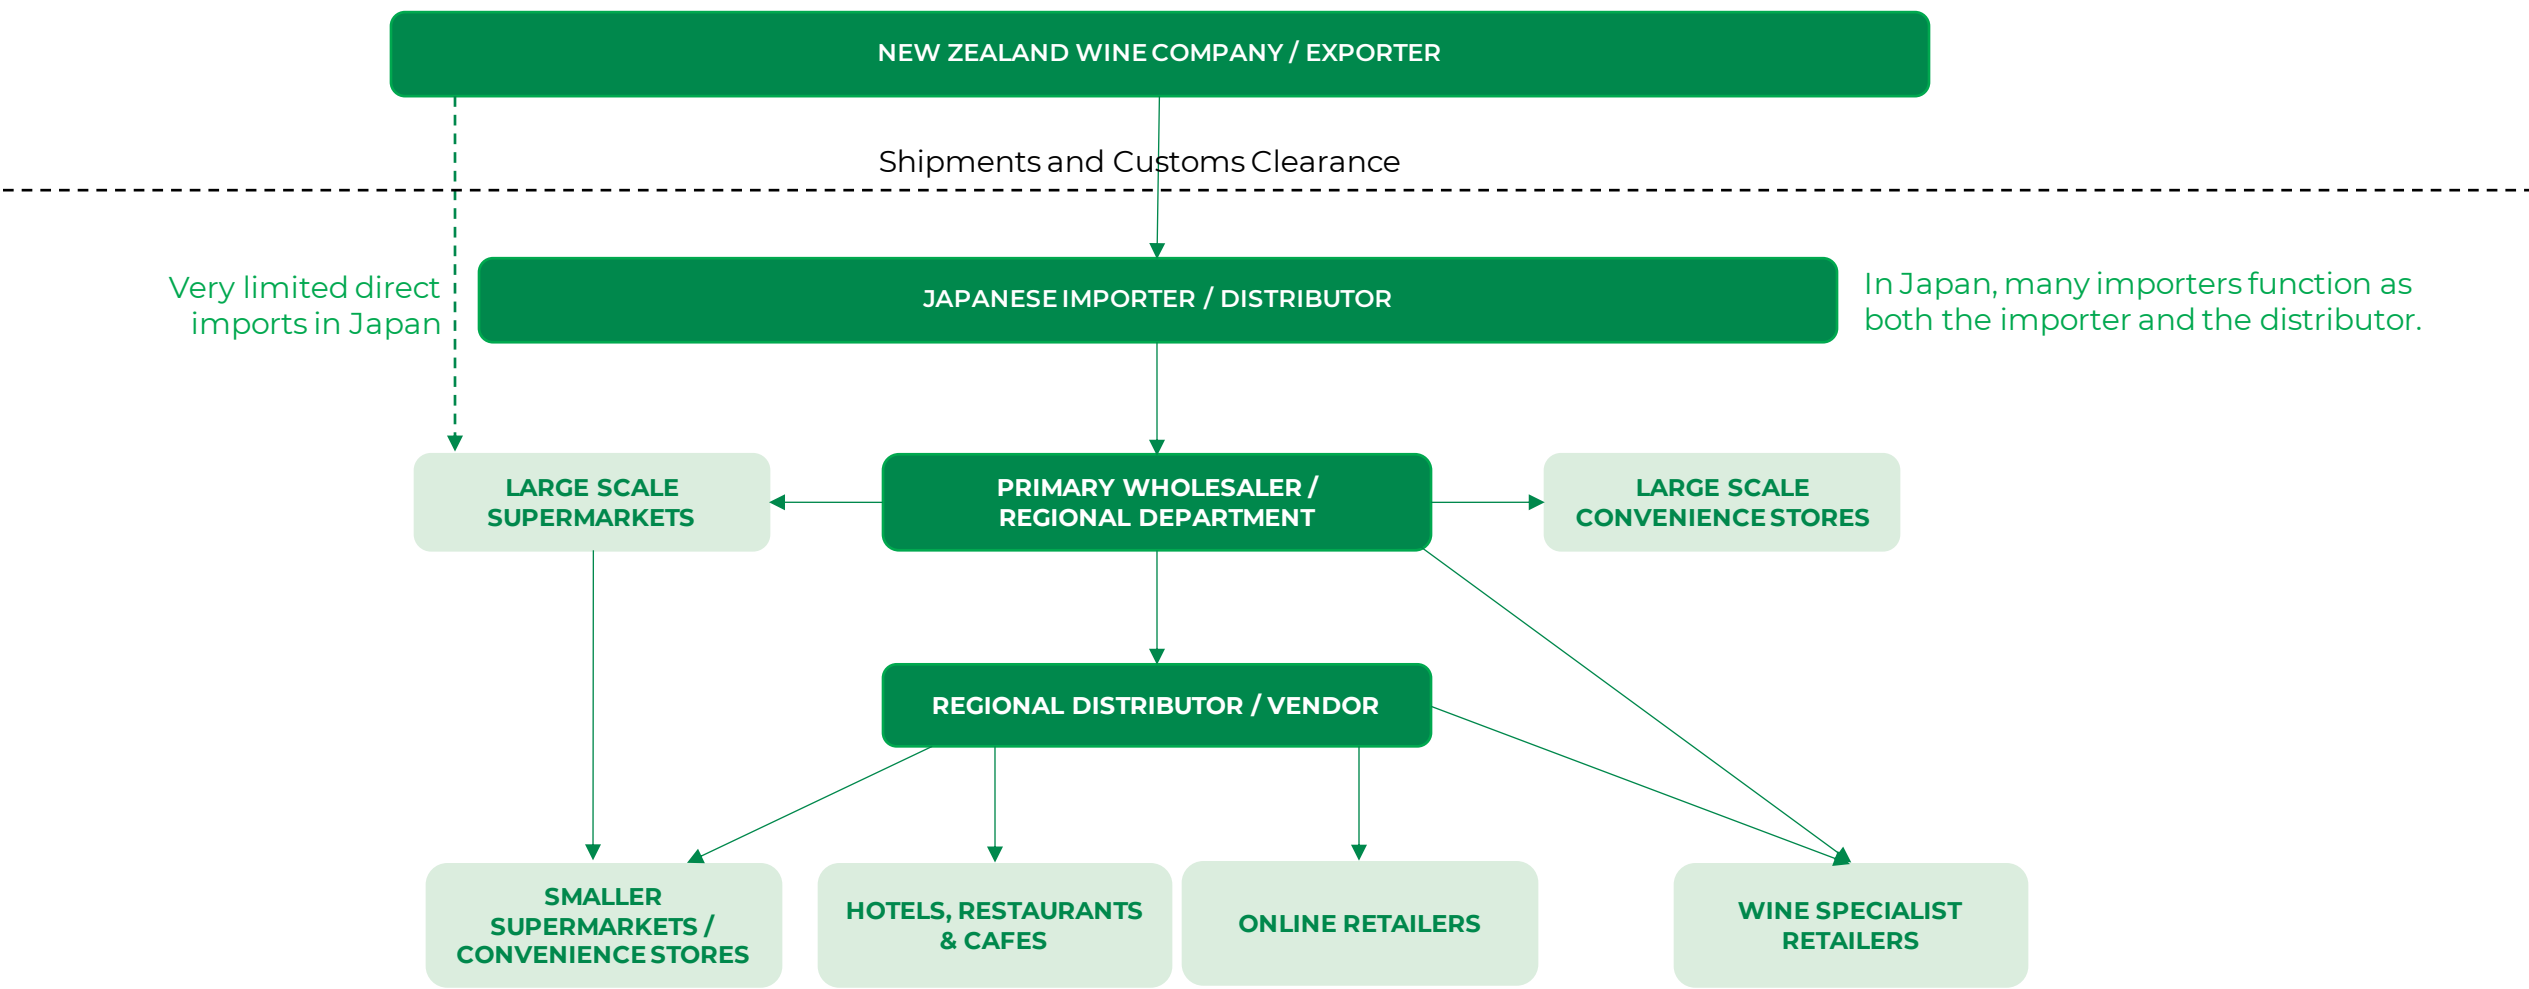 NEW ZEALAND WINE COMPANY / EXPORTER
Shipments and Customs Clearance
Very limited direct
imports in Japan
JAPANESE IMPORTER / DISTRIBUTOR
In Japan, many importers function as
both the importer and the distributor.
LARGE SCALE
SUPERMARKETS
PRIMARY WHOLESALER /
REGIONAL DEPARTMENT
LARGE SCALE
CONVENIENCE STORES
REGIONAL DISTRIBUTOR / VENDOR
SMALLER
SUPERMARKETS /
CONVENIENCE STORES
HOTELS, RESTAURANTS
& CAFES
ONLINE RETAILERS
WINE SPECIALIST
RETAILERS